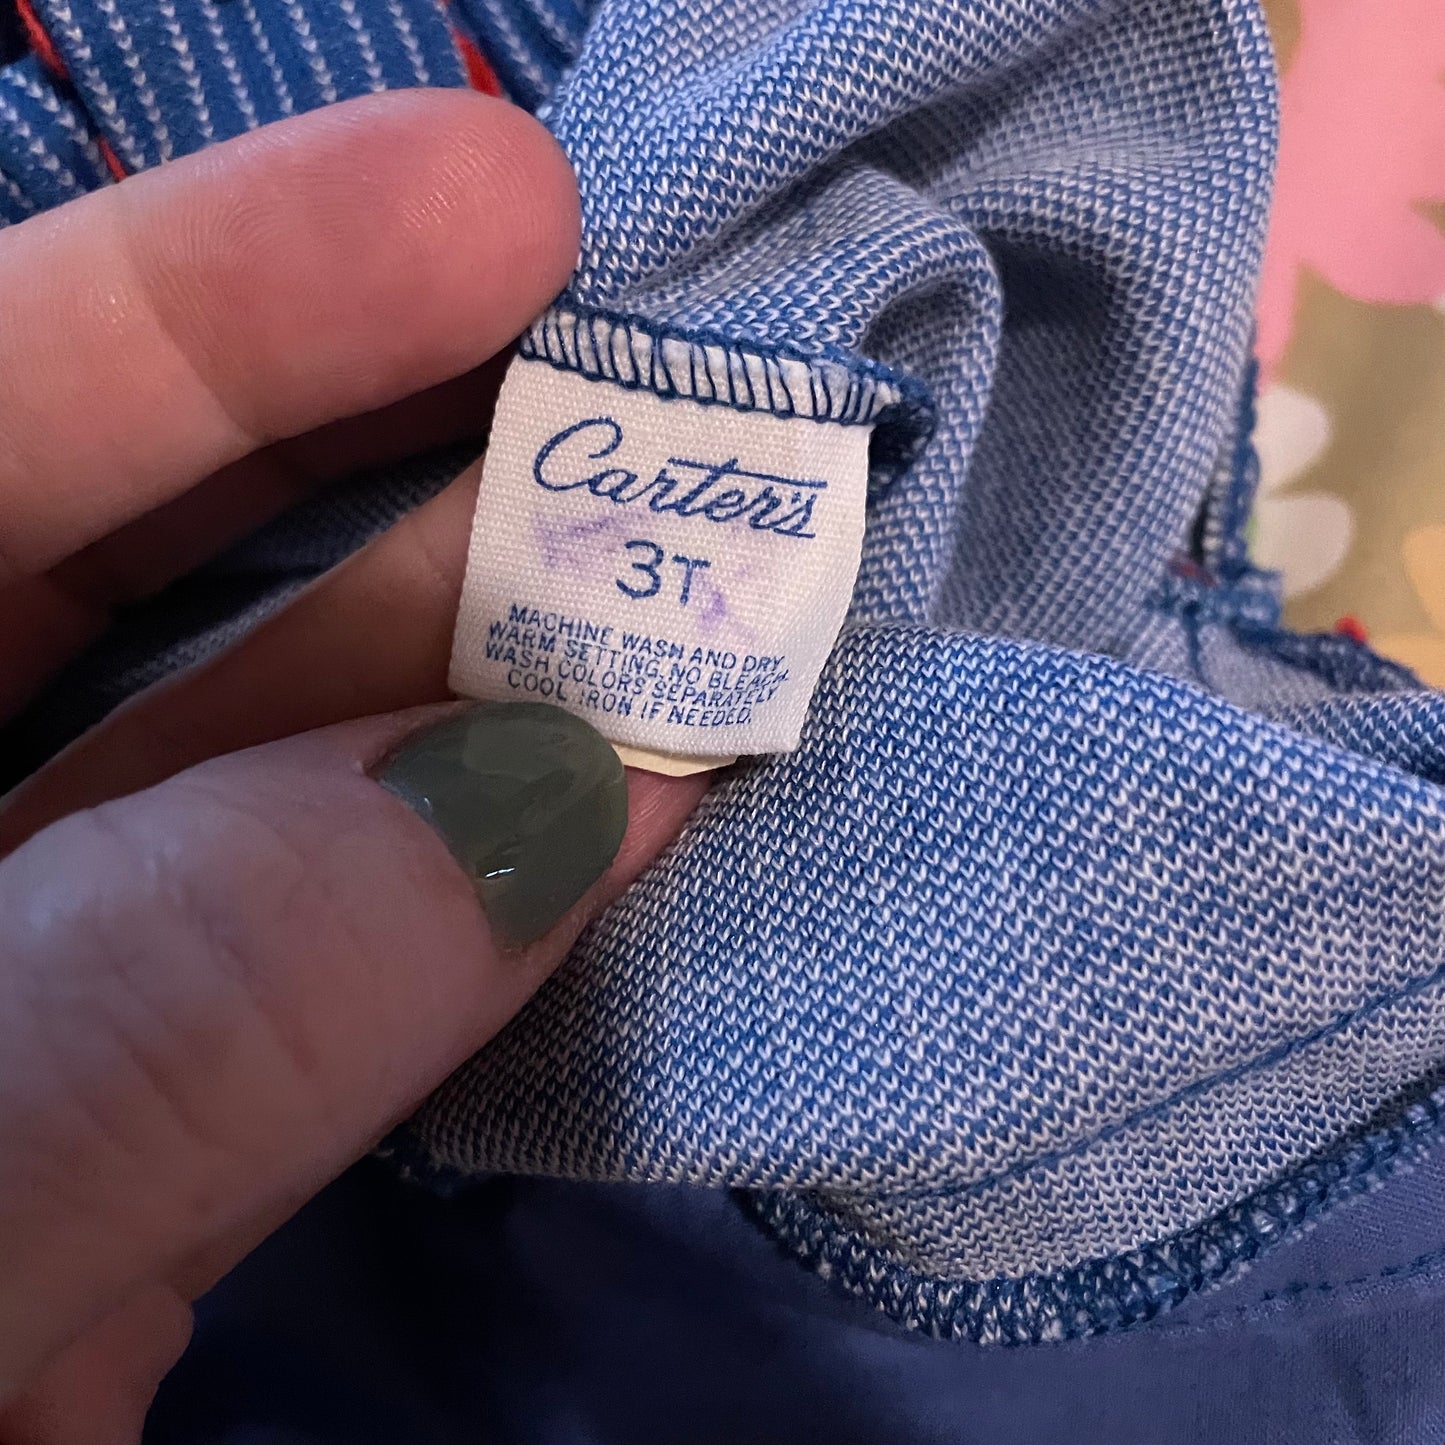 Carter's
3T
MACHINE WASH AND DRY,
WARM SETTING. NO BLEACH.
WASH COLORS SEPARATELY
COOL IRON IF NEEDED.